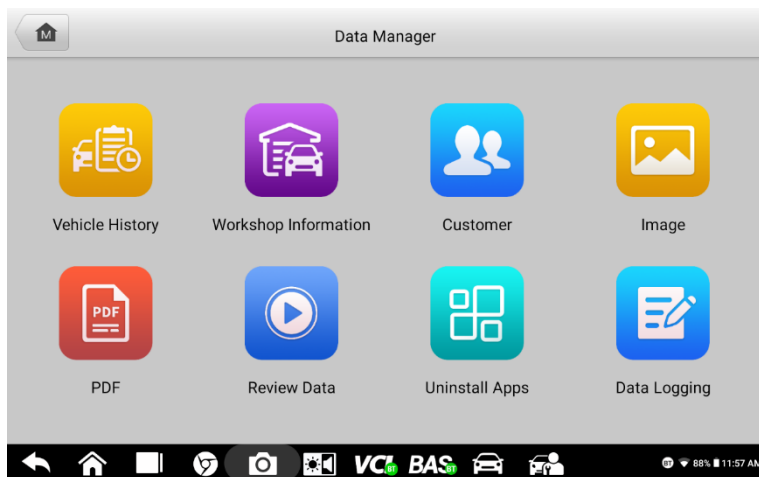 M
Data Manager
Vehicle History
Workshop Information
Customer
Image
PDF
PDF
Review Data
Uninstall Apps
Data Logging
VCI BT
BAS BT
BT 88% 11:57 AM